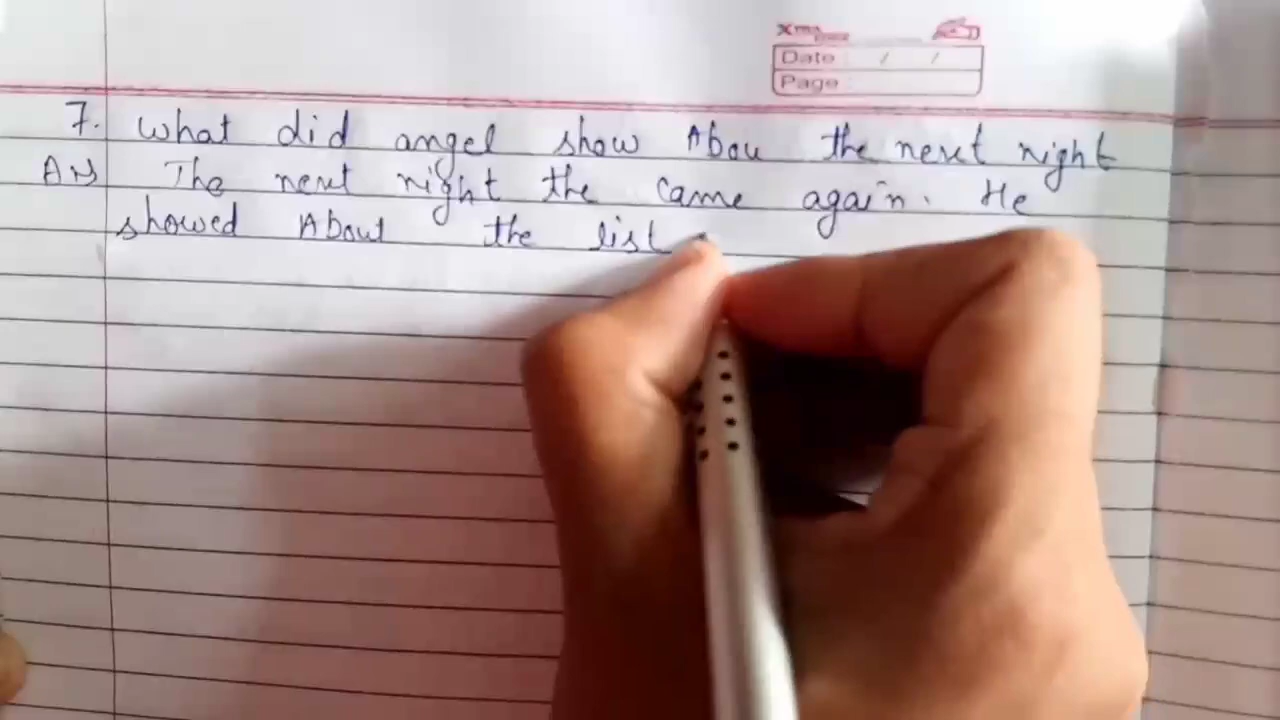 Date / /
Page
7. What did angel show Abou the next night
Ans The next night the came again. He
showed About the list